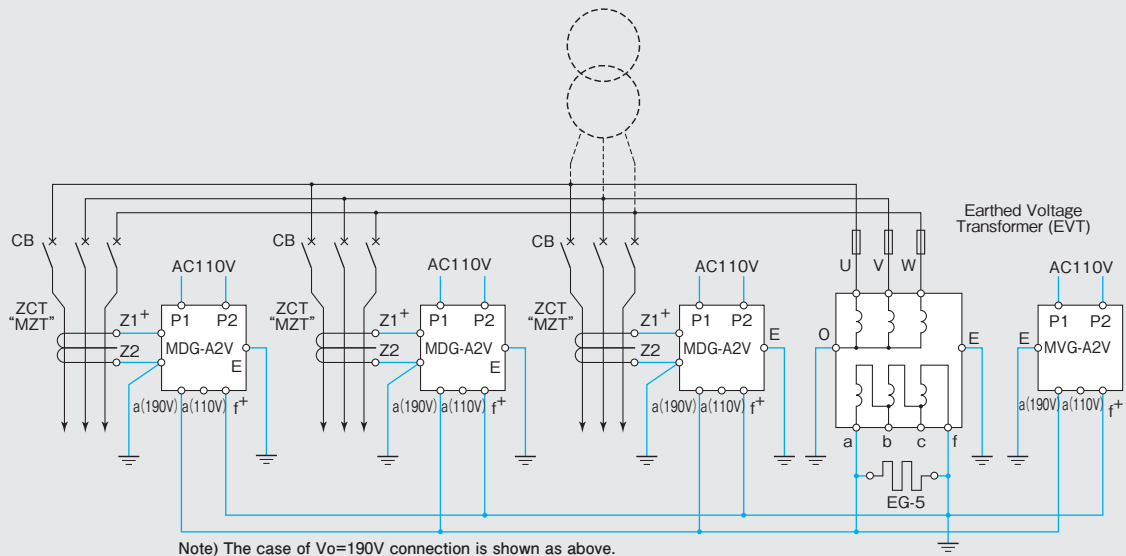 Earthed Voltage
Transformer (EVT)
CB
CB
CB
U V W
AC110V
AC110V
AC110V
AC110V
ZCT
"MZT"
Z1+
Z2
P1 P2
MDG-A2V
E
ZCT
"MZT"
Z1+
Z2
P1 P2
MDG-A2V
E
ZCT
"MZT"
Z1+
Z2
P1 P2
MDG-A2V
E
O
E
E
P1 P2
MVG-A2V
a(190V) a(110V) f+
a(190V) a(110V) f+
a(190V) a(110V) f+
a b c f
a(190V) a(110V) f+
EG-5
Note) The case of Vo=190V connection is shown as above.